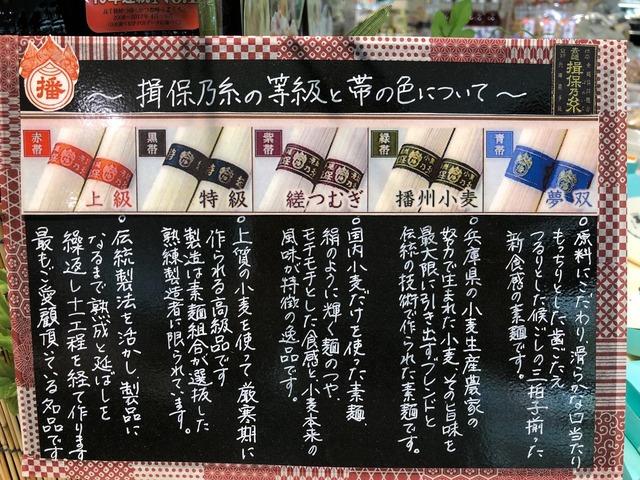 播
〜 揖保乃糸の等級と帯の色について 〜
揖保乃糸
赤帯
上級
黒帯
特級
紫帯
縒つむぎ
緑帯
播州小麦
青帯
夢双
。原料にこだわり、滑らかな口当たり
もっちりとした歯ごたえ
つるりとした喉ごしの三拍子揃った
新食感の素麺です。
。兵庫県の小麦生産農家の
努力で生まれた小麦、その旨味を
最大限に引き出すブレンドと
伝統の技術で作られた素麺です。
。国内小麦だけを使った素麺、
絹のように輝く麺のつや、
モチモチとした食感と小麦本来の
風味が特徴の逸品です。
。上質の小麦を使って厳寒期に
作られる高級品です
製造は素麺組合が選抜した
熟練製造者に限られています。
。伝統製法を活かし、製品に
なるまで熟成と延ばしを
繰返し十一工程を経て作ります
最もご愛顧頂いている名品です。